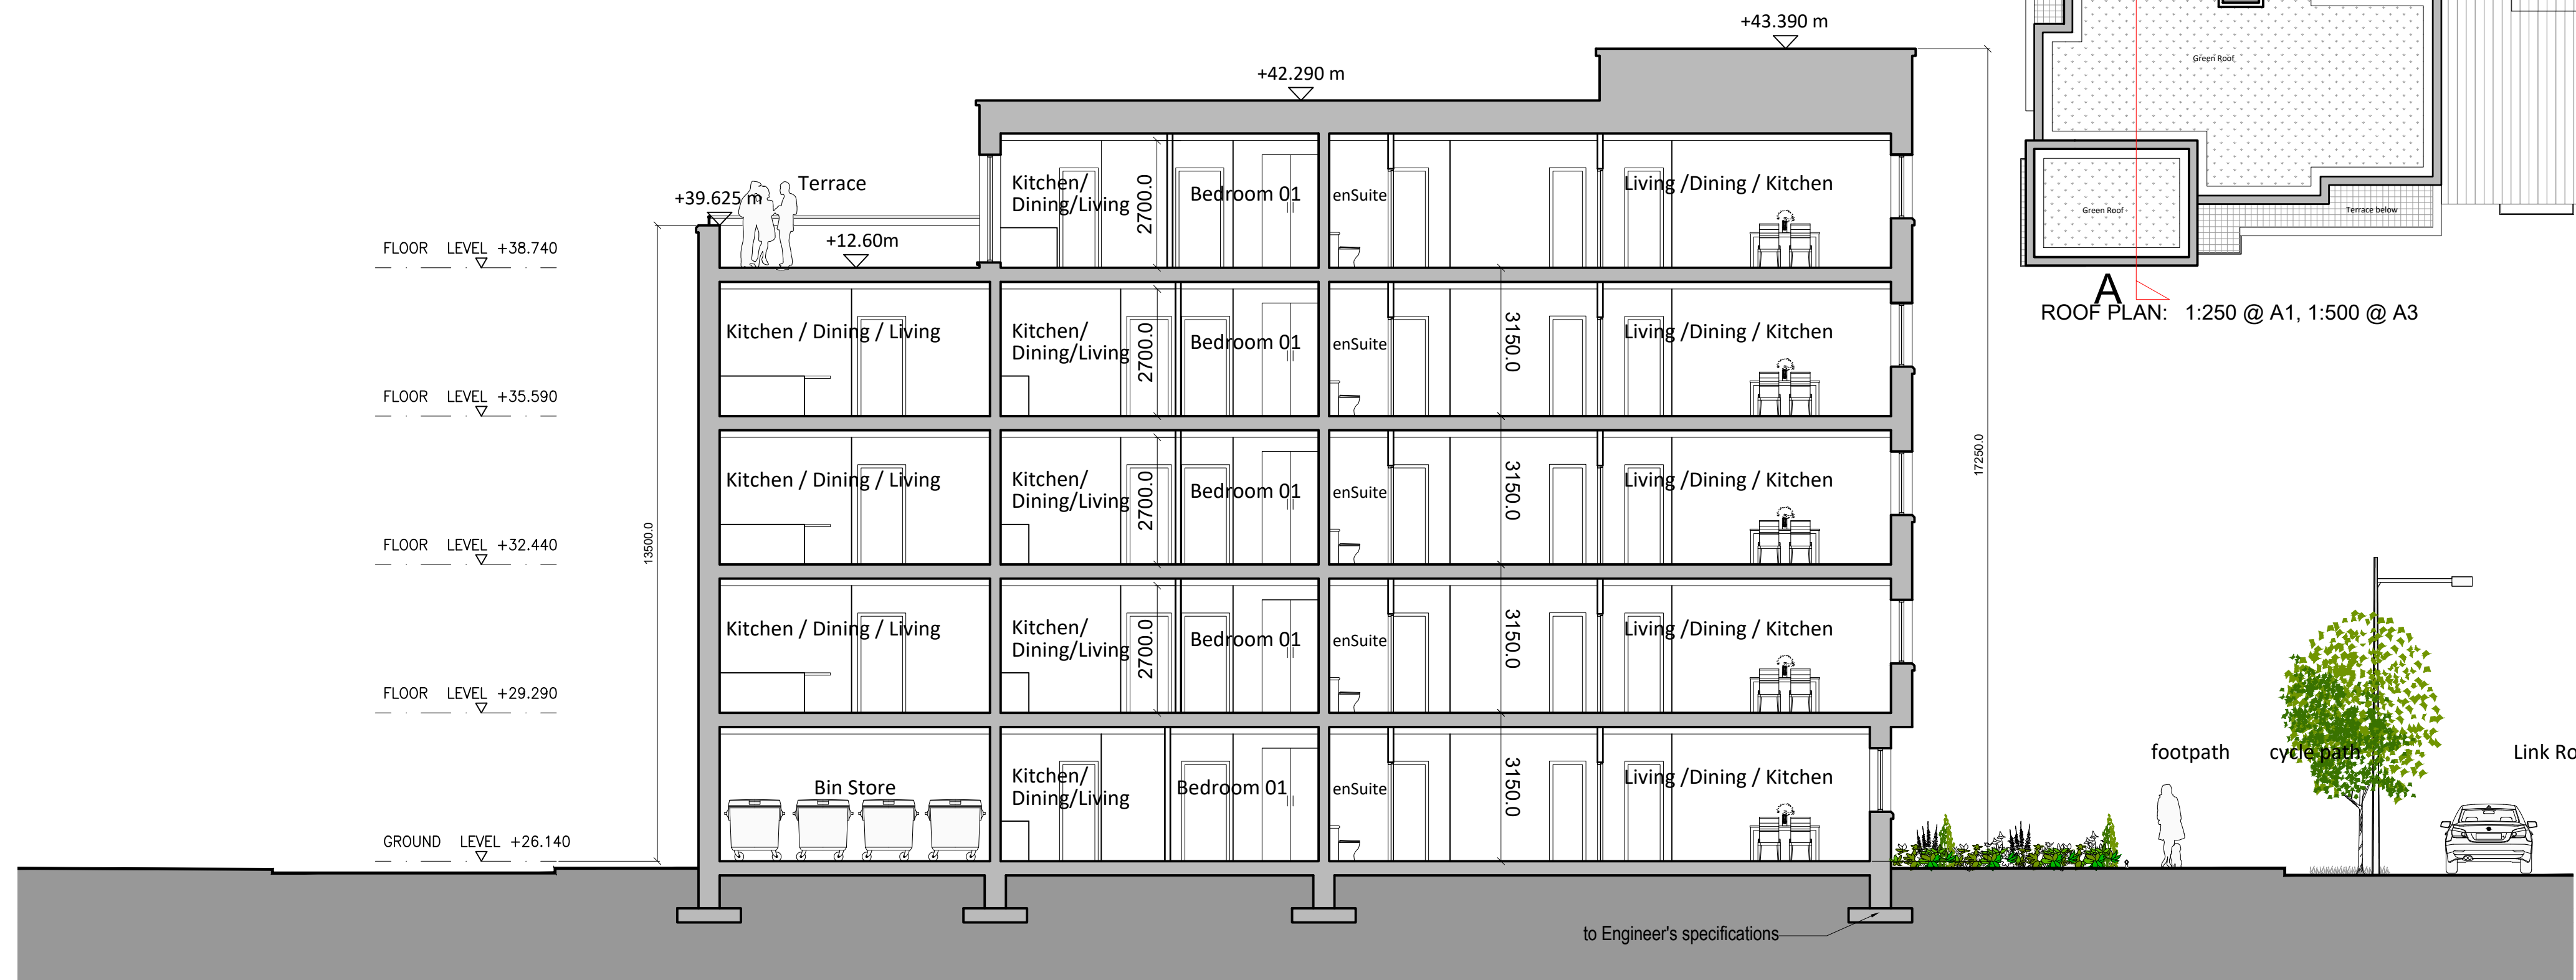 +43.390 m
+42.290 m
Green Roof
Green Roof
Terrace below
A
ROOF PLAN: 1:250 @ A1, 1:500 @ A3
+39.625 m
Terrace
+12.60m
FLOOR LEVEL +38.740
Kitchen/
Dining/Living
2700.0
Bedroom 01
enSuite
Living /Dining / Kitchen
FLOOR LEVEL +35.590
Kitchen / Dining / Living
Kitchen/
Dining/Living
2700.0
Bedroom 01
enSuite
3150.0
Living /Dining / Kitchen
FLOOR LEVEL +32.440
Kitchen / Dining / Living
Kitchen/
Dining/Living
2700.0
Bedroom 01
enSuite
3150.0
Living /Dining / Kitchen
17250.0
13500.0
FLOOR LEVEL +29.290
Kitchen / Dining / Living
Kitchen/
Dining/Living
2700.0
Bedroom 01
enSuite
3150.0
Living /Dining / Kitchen
GROUND LEVEL +26.140
Bin Store
Kitchen/
Dining/Living
Bedroom 01
enSuite
3150.0
Living /Dining / Kitchen
footpath
cycle path
Link Ro
to Engineer's specifications